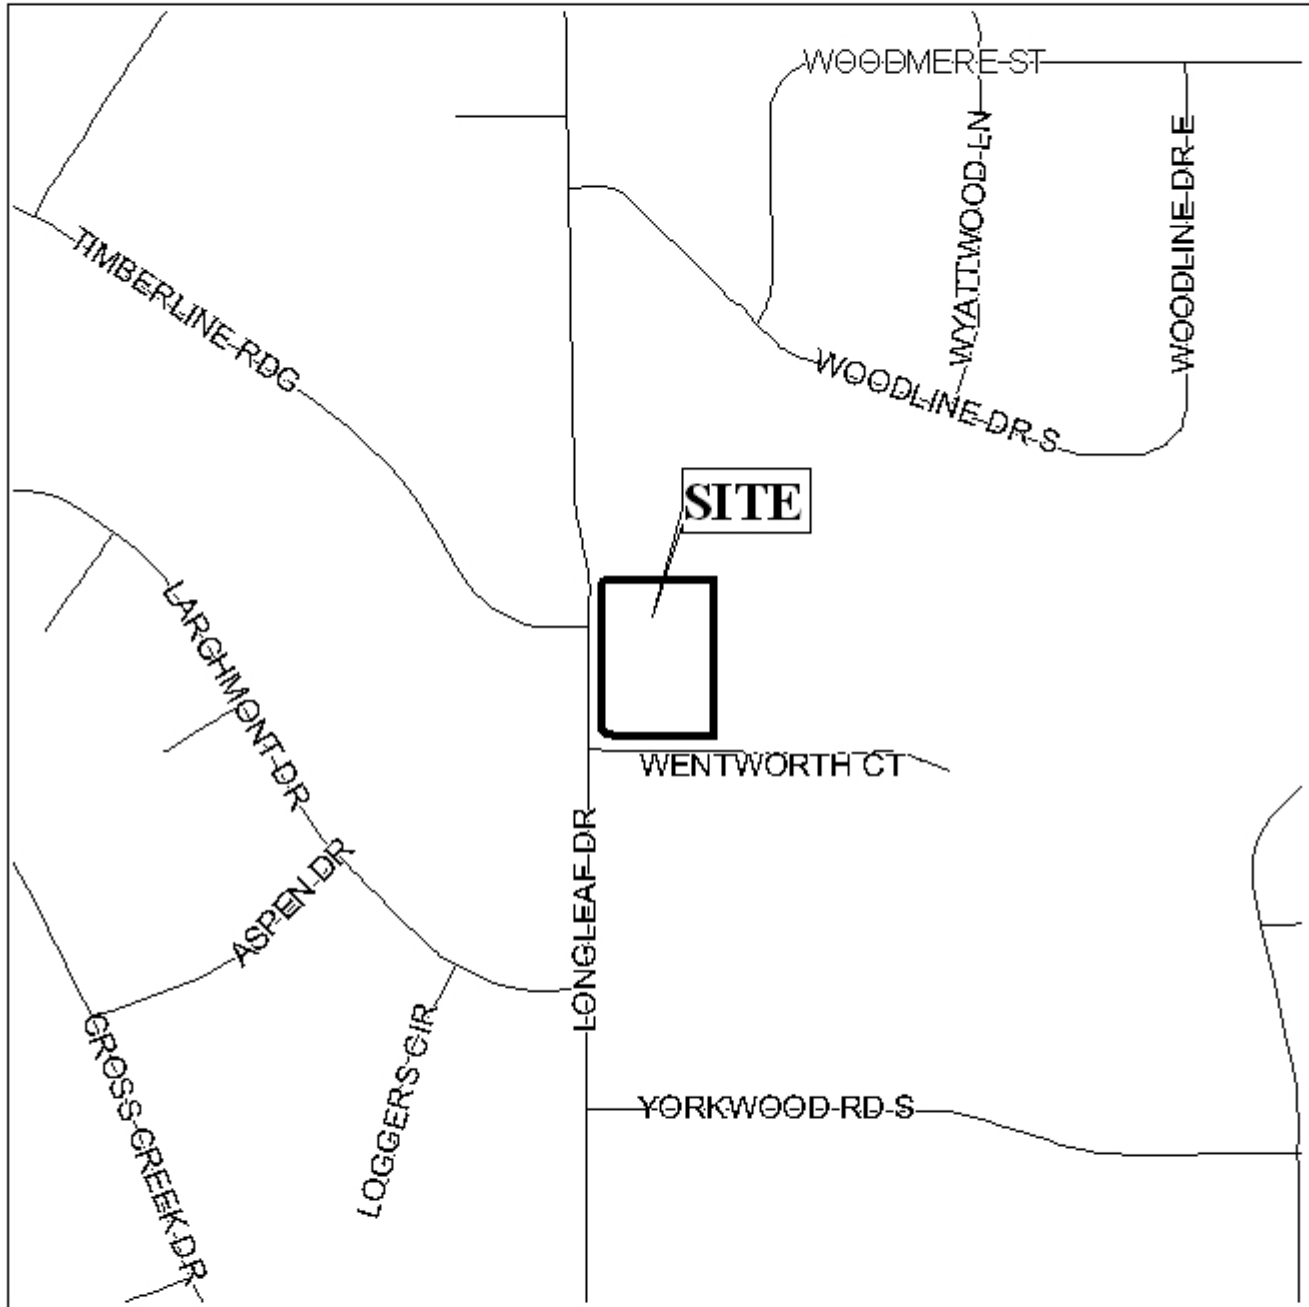 WOODMERE ST
WYATTWOOD LN
WOODLINE DR E
TIMBERLINE RDG
WOODLINE DR S
SITE
LARCHMONT DR
WENTWORTH CT
LONGLEAF DR
ASPEN DR
LOGGERS CIR
CROSS CREEK DR
YORKWOOD RD S